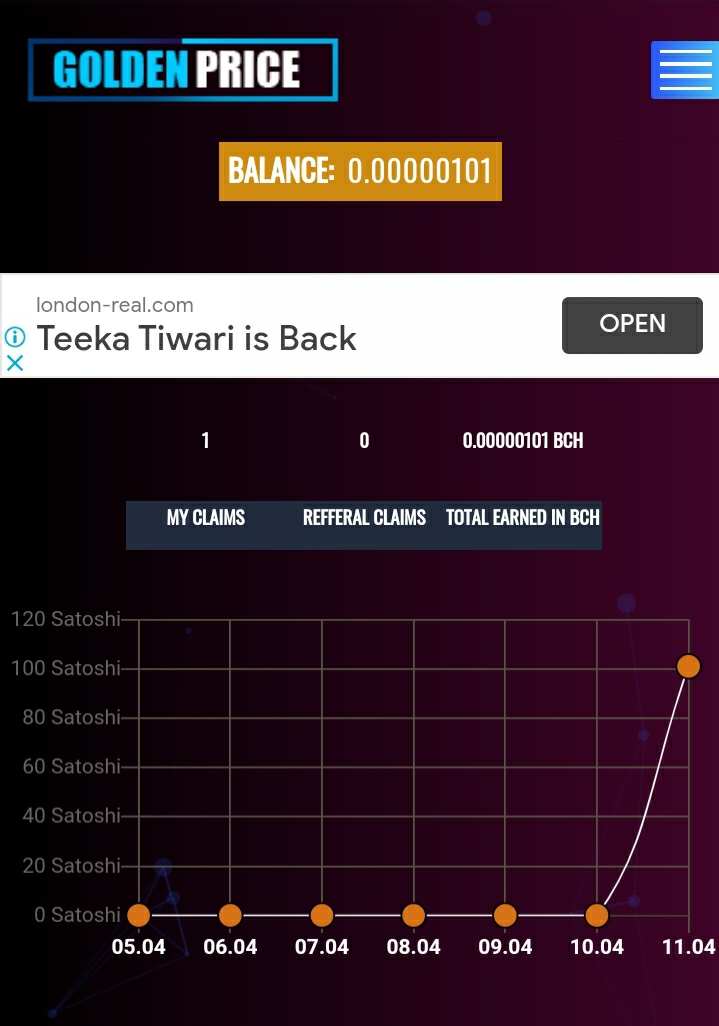 GOLDEN PRICE
BALANCE: 0.00000101
london-real.com
Teeka Tiwari is Back
OPEN
1 0 0.00000101 BCH
MY CLAIMS REFFERAL CLAIMS TOTAL EARNED IN BCH
120 Satoshi
100 Satoshi
80 Satoshi
60 Satoshi
40 Satoshi
20 Satoshi
0 Satoshi
05.04 06.04 07.04 08.04 09.04 10.04 11.04